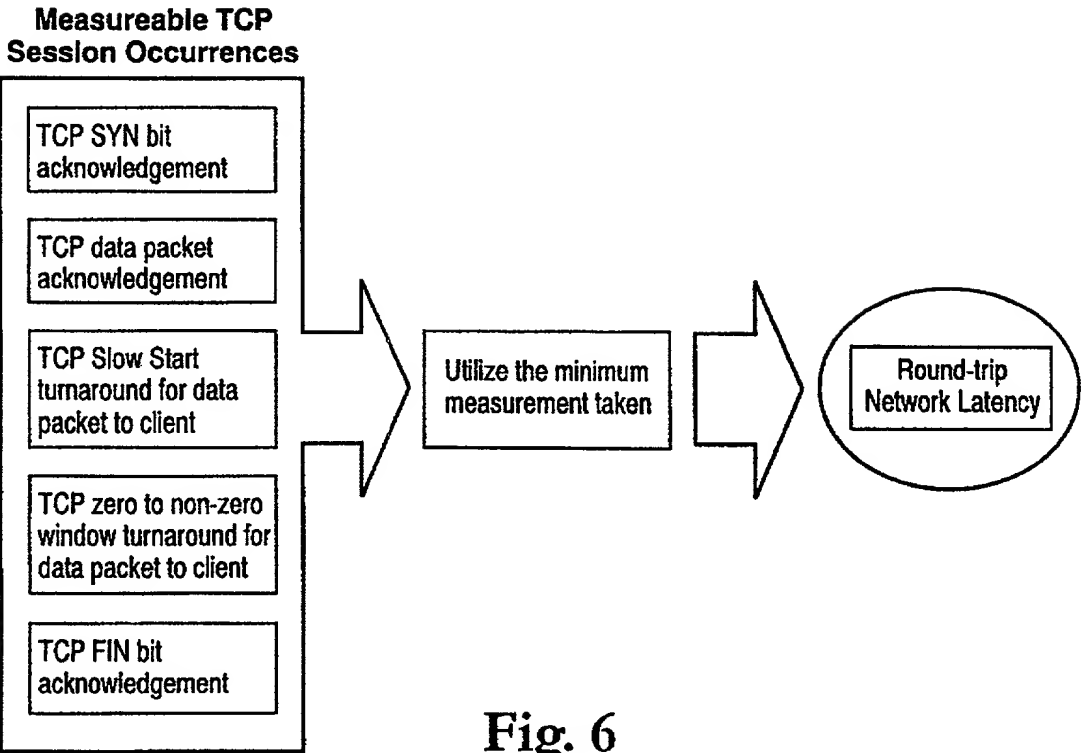 Measureable TCP
Session Occurrences
TCP SYN bit
acknowledgement
TCP data packet
acknowledgement
TCP Slow Start
turnaround for data
packet to client
TCP zero to non-zero
window turnaround for
data packet to client
TCP FIN bit
acknowledgement
Utilize the minimum
measurement taken
Round-trip
Network Latency
Fig. 6